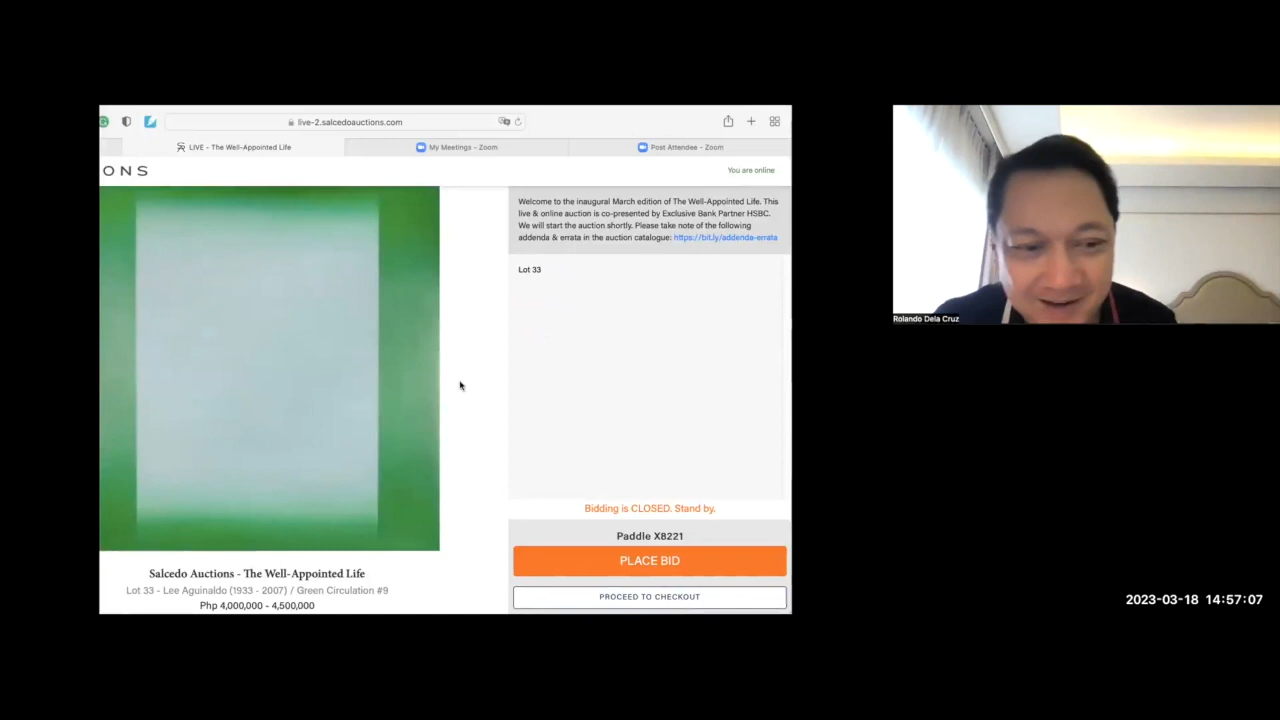 live-2.salcedoauctions.com
LIVE - The Well-Appointed Life
My Meetings - Zoom
Post Attendee - Zoom
ONS
You are online
Welcome to the inaugural March edition of The Well-Appointed Life. This
live & online auction is co-presented by Exclusive Bank Partner HSBC.
We will start the auction shortly. Please take note of the following
addenda & errata in the auction catalogue: https://bit.ly/addenda-errata
Lot 33
Bidding is CLOSED. Stand by.
Paddle X8221
PLACE BID
PROCEED TO CHECKOUT
Salcedo Auctions - The Well-Appointed Life
Lot 33 - Lee Aguinaldo (1933 - 2007) / Green Circulation #9
Php 4,000,000 - 4,500,000
Rolando Dela Cruz
2023-03-18 14:57:07